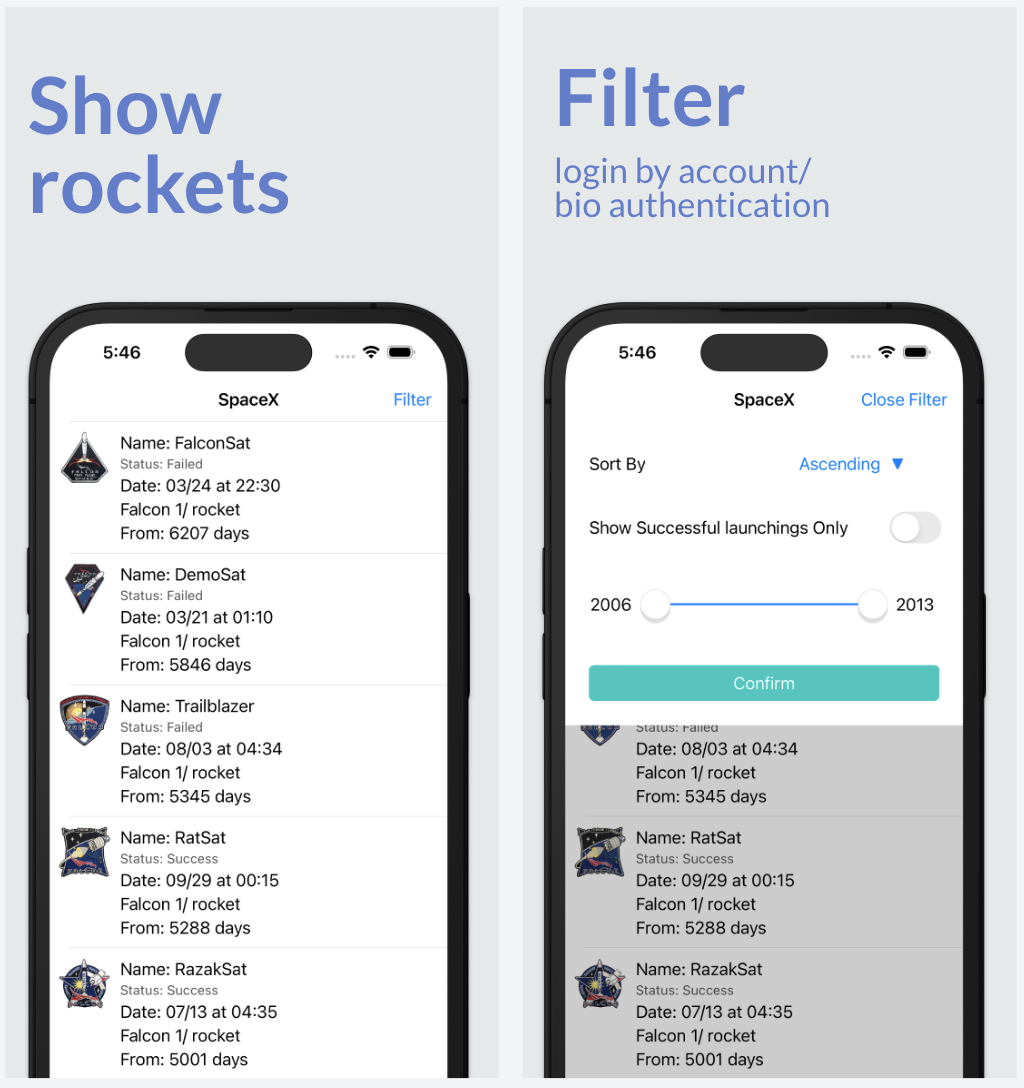 Show
rockets
5:46
SpaceX
Filter
Name: FalconSat
Status: Failed
Date: 03/24 at 22:30
Falcon 1/ rocket
From: 6207 days
Name: DemoSat
Status: Failed
Date: 03/21 at 01:10
Falcon 1/ rocket
From: 5846 days
Name: Trailblazer
Status: Failed
Date: 08/03 at 04:34
Falcon 1/ rocket
From: 5345 days
Name: RatSat
Status: Success
Date: 09/29 at 00:15
Falcon 1/ rocket
From: 5288 days
Name: RazakSat
Status: Success
Date: 07/13 at 04:35
Falcon 1/ rocket
From: 5001 days
Filter
login by account/
bio authentication
5:46
SpaceX
Close Filter
Sort By
Ascending ▼
Show Successful launchings Only
2006
2013
Confirm
Status: Failed
Date: 08/03 at 04:34
Falcon 1/ rocket
From: 5345 days
Name: RatSat
Status: Success
Date: 09/29 at 00:15
Falcon 1/ rocket
From: 5288 days
Name: RazakSat
Status: Success
Date: 07/13 at 04:35
Falcon 1/ rocket
From: 5001 days